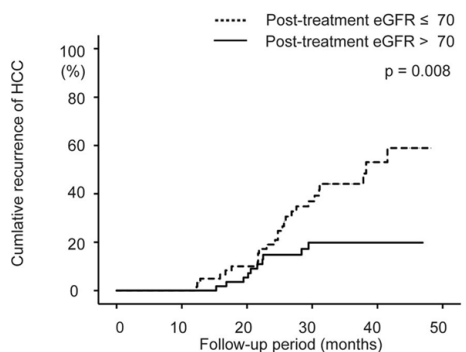 Post-treatment eGFR ≤ 70
Post-treatment eGFR > 70
p = 0.008
Cumlative recurrence of HCC
(%)
100
80
60
40
20
0
0 10 20 30 40 50
Follow-up period (months)